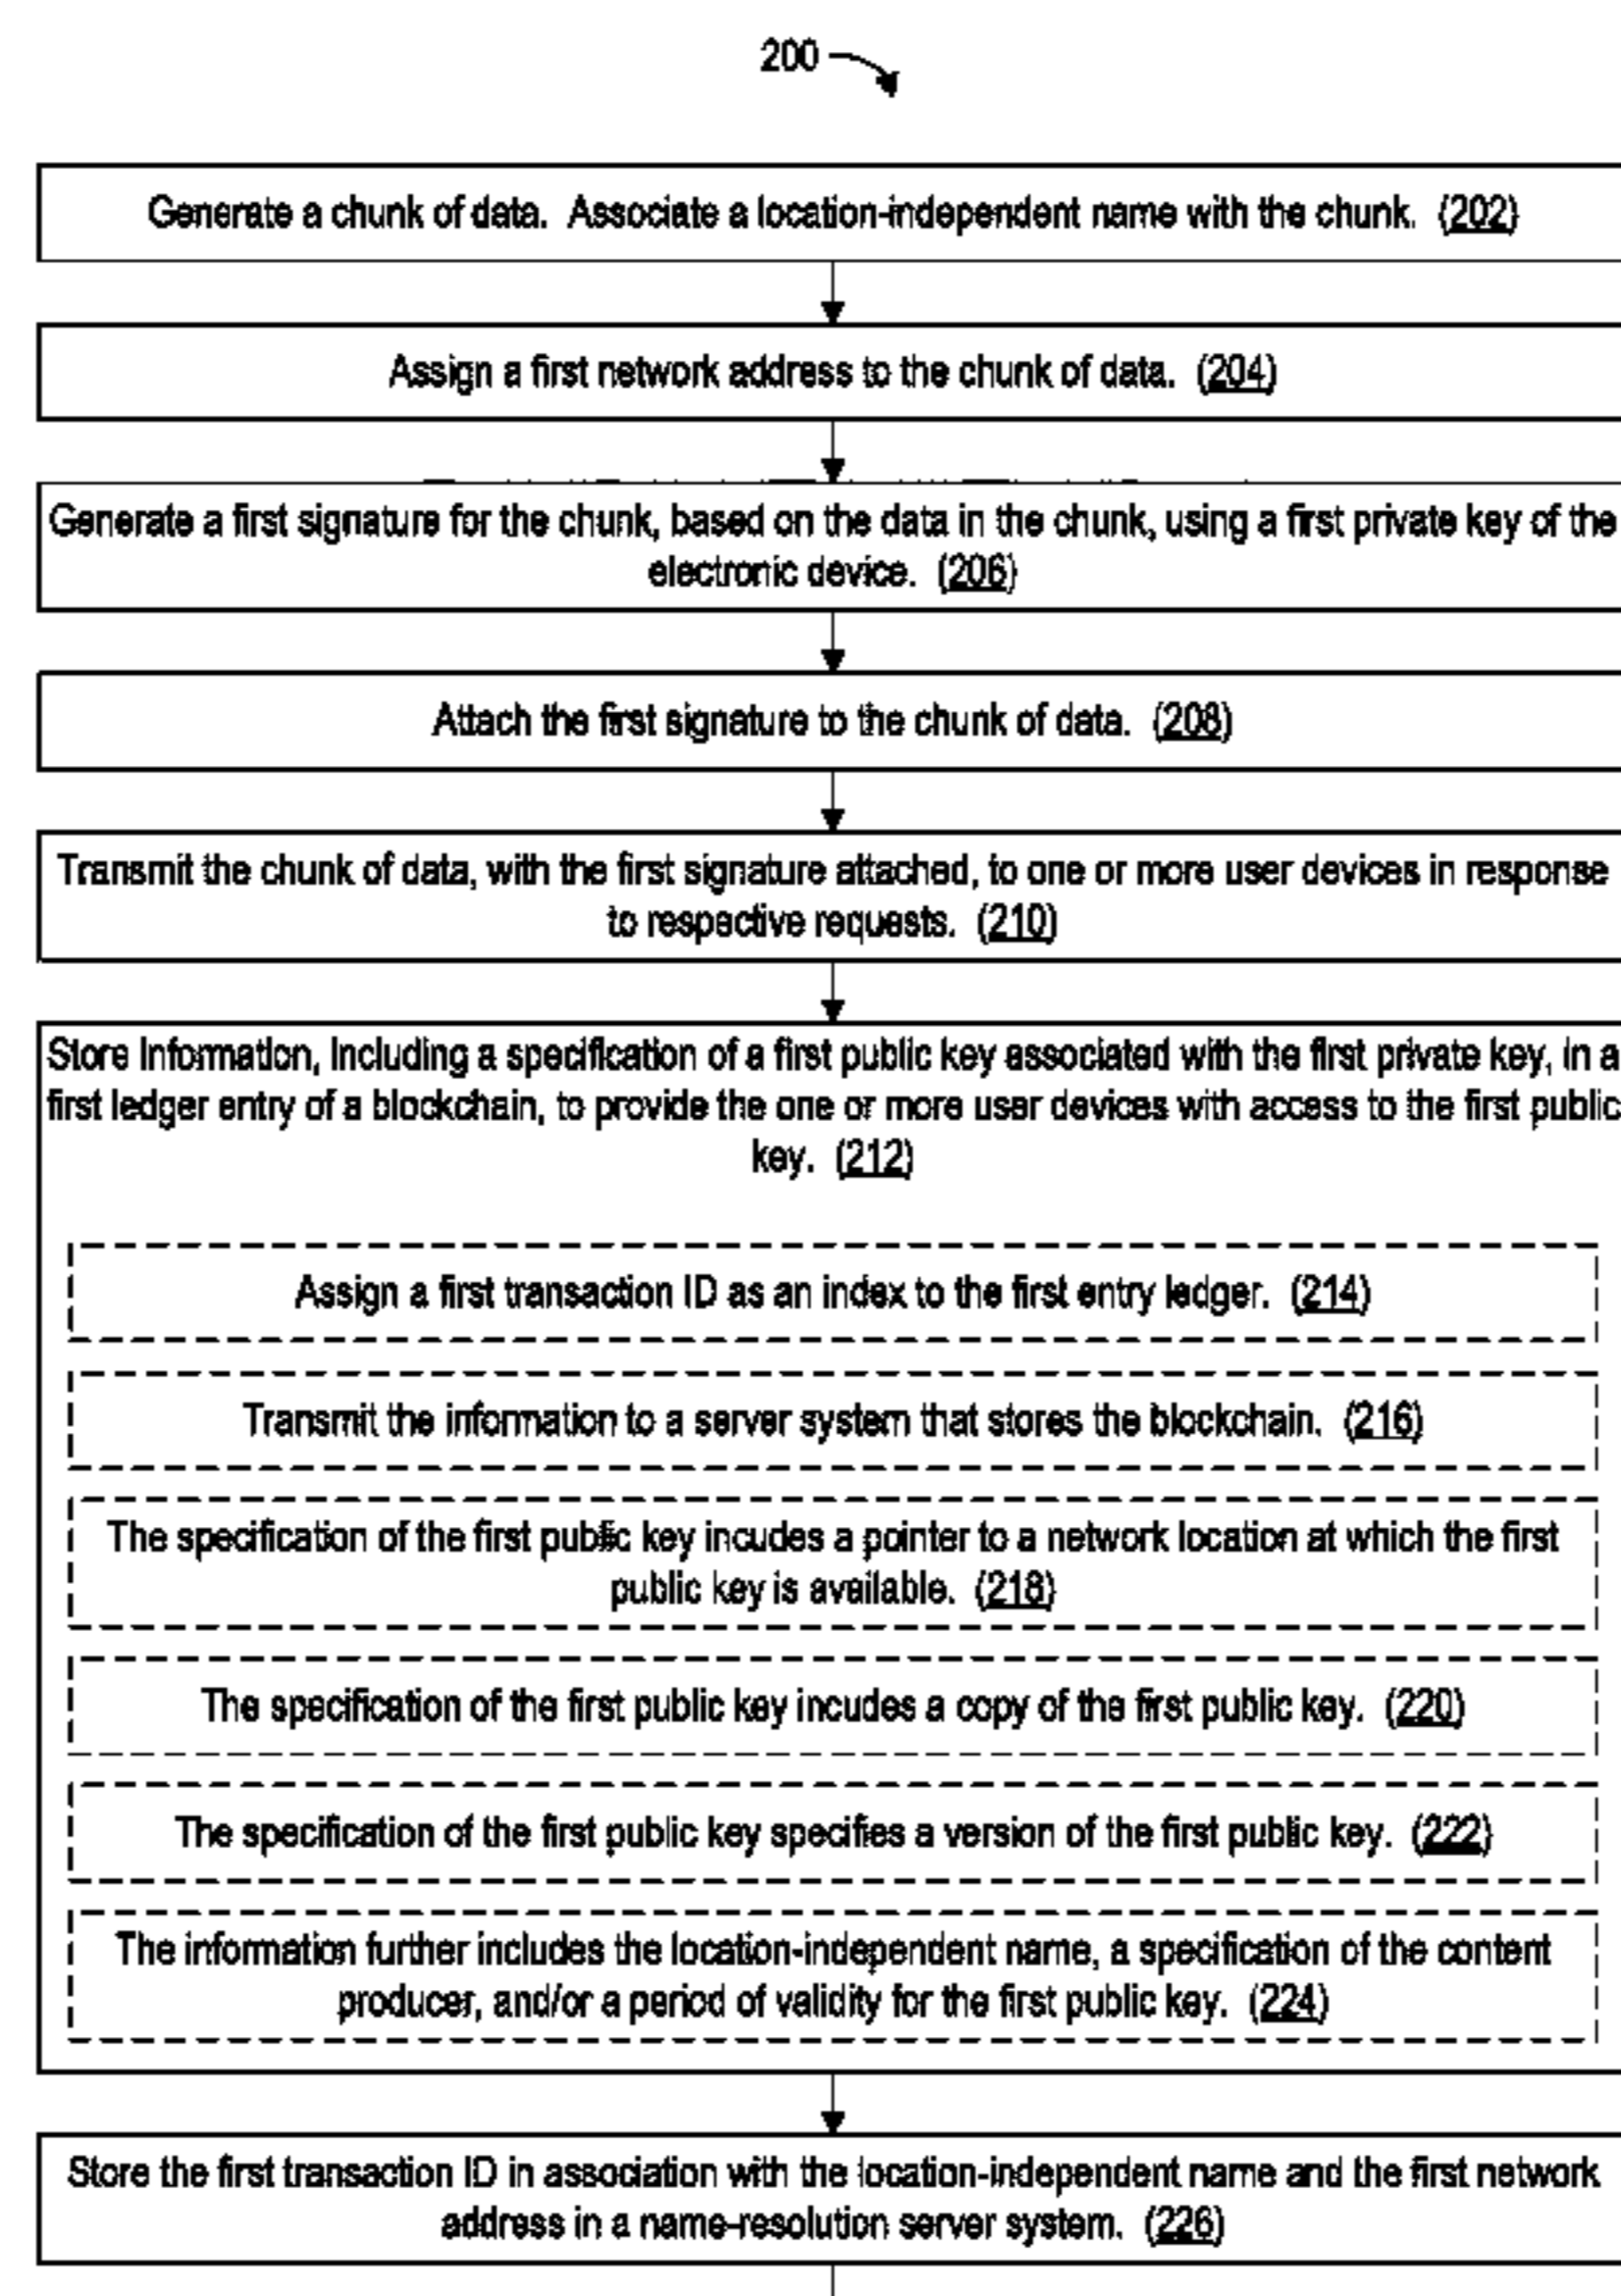 200
Generate a chunk of data. Associate a location-independent name with the chunk. (202)
Assign a first network address to the chunk of data. (204)
Generate a first signature for the chunk, based on the data in the chunk, using a first private key of the
electronic device. (206)
Attach the first signature to the chunk of data. (208)
Transmit the chunk of data, with the first signature attached, to one or more user devices in response
to respective requests. (210)
Store information, including a specification of a first public key associated with the first private key, in a
first ledger entry of a blockchain, to provide the one or more user devices with access to the first public
key. (212)
Assign a first transaction ID as an index to the first entry ledger. (214)
Transmit the information to a server system that stores the blockchain. (216)
The specification of the first public key incudes a pointer to a network location at which the first
public key is available. (218)
The specification of the first public key incudes a copy of the first public key. (220)
The specification of the first public key specifies a version of the first public key. (222)
The information further includes the location-independent name, a specification of the content
producer, and/or a period of validity for the first public key. (224)
Store the first transaction ID in association with the location-independent name and the first network
address in a name-resolution server system. (226)